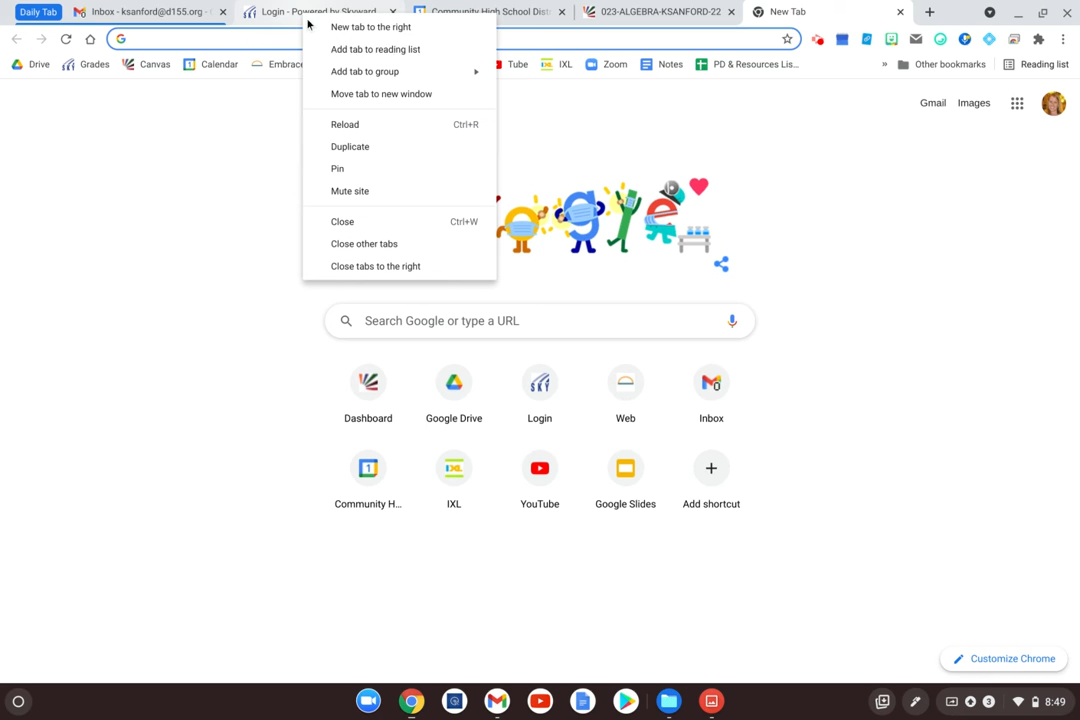 Daily Tab Inbox - ksanford@d155.org - Login - Powered by Skyward Community High School Dist 023-ALGEBRA-KSANFORD-22 New Tab
Drive Grades Canvas Calendar Embrace Tube IXL Zoom Notes PD & Resources Lis... » Other bookmarks Reading list
New tab to the right
Add tab to reading list
Add tab to group
Move tab to new window
Reload Ctrl+R
Duplicate
Pin
Mute site
Close Ctrl+W
Close other tabs
Close tabs to the right
Gmail Images
Search Google or type a URL
Dashboard Google Drive Login Web Inbox
Community H... IXL YouTube Google Slides Add shortcut
Customize Chrome
3 8:49